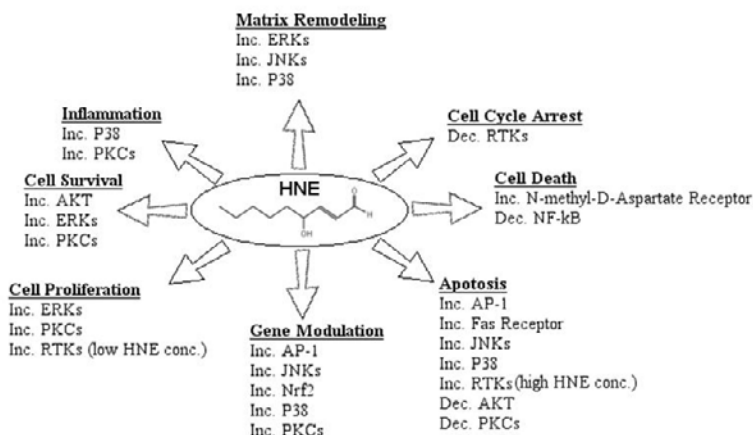 Matrix Remodeling
Inc. ERKs
Inc. JNKs
Inc. P38
Inflammation
Inc. P38
Inc. PKCs
Cell Cycle Arrest
Dec. RTKs
Cell Survival
Inc. AKT
Inc. ERKs
Inc. PKCs
HNE
O
H
OH
Cell Death
Inc. N-methyl-D-Aspartate Receptor
Dec. NF-kB
Cell Proliferation
Inc. ERKs
Inc. PKCs
Inc. RTKs (low HNE conc.)
Gene Modulation
Inc. AP-1
Inc. JNKs
Inc. Nrf2
Inc. P38
Inc. PKCs
Apotosis
Inc. AP-1
Inc. Fas Receptor
Inc. JNKs
Inc. P38
Inc. RTKs (high HNE conc.)
Dec. AKT
Dec. PKCs